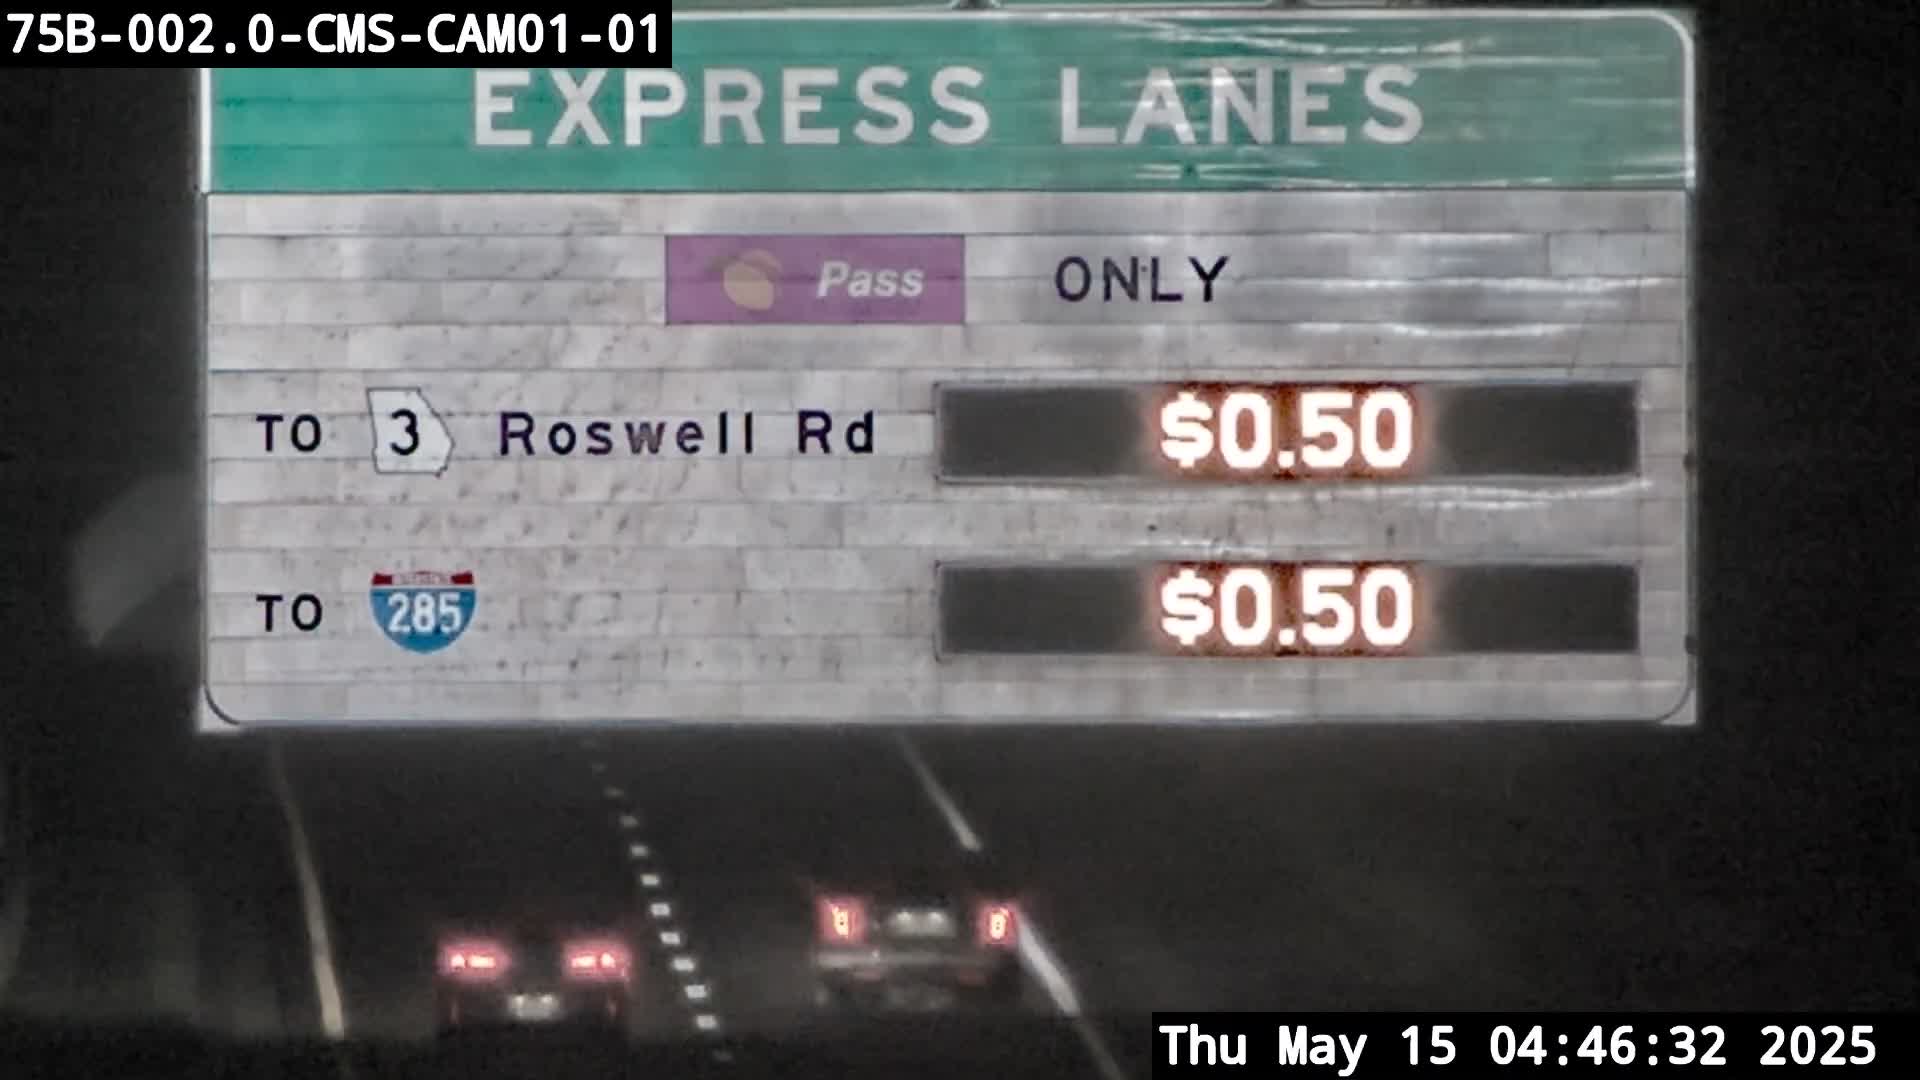 75B-002.0-CMS-CAM01-01
EXPRESS LANES
Pass ONLY
TO 3 Roswell Rd $0.50
TO INTERSTATE 285 $0.50
Thu May 15 04:46:32 2025